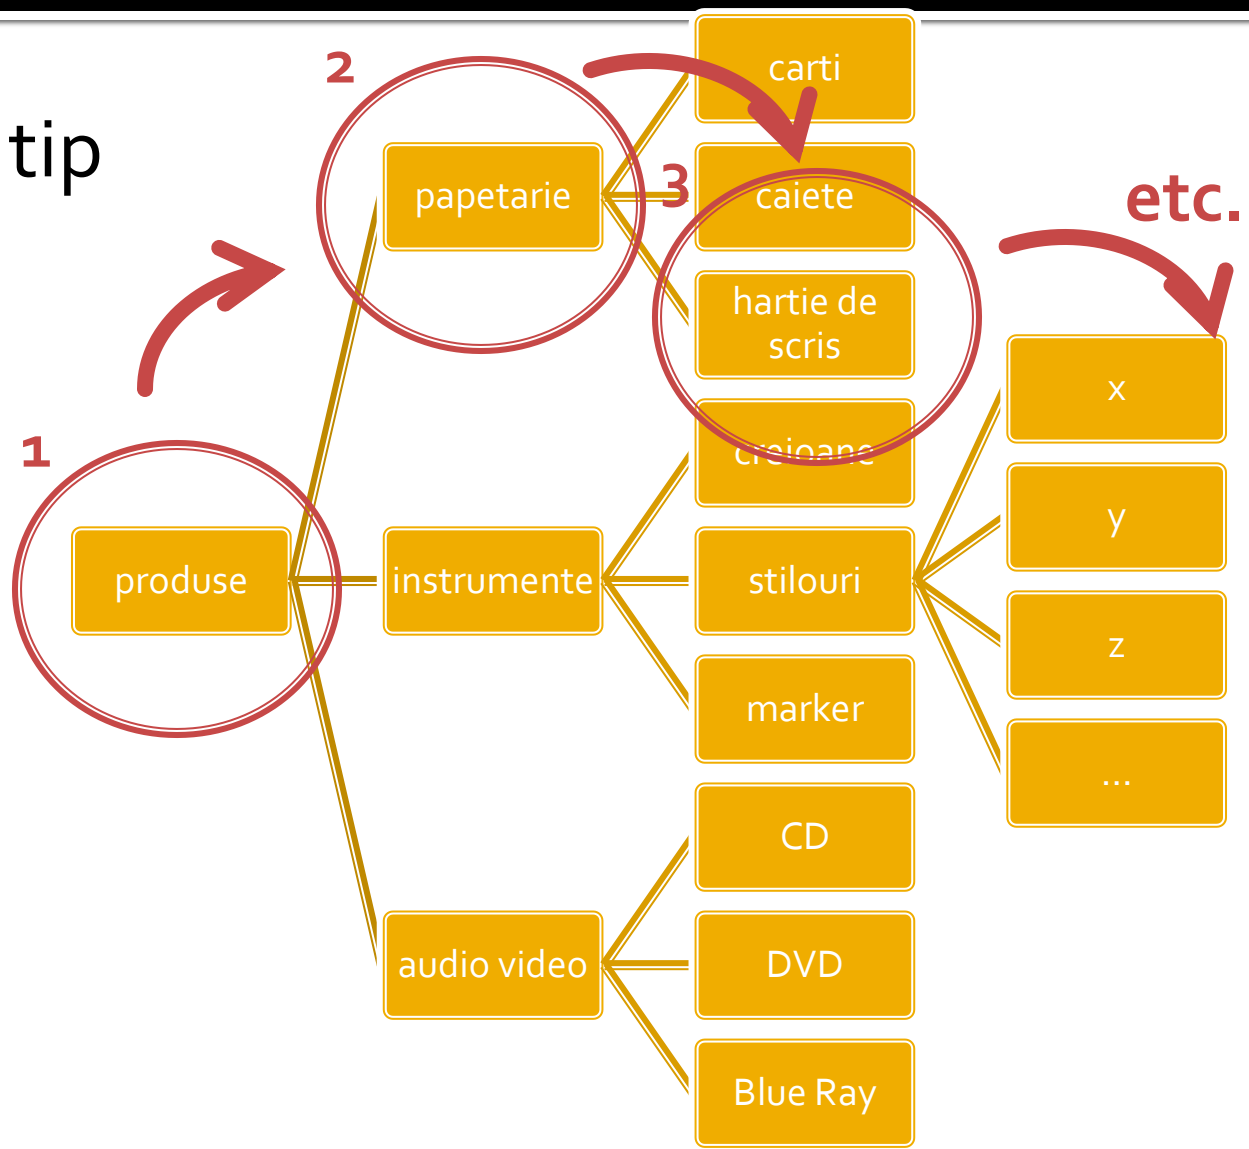 tip
1
produse
2
papetarie
instrumente
audio video
3
carti
caiete
hartie de
scris
creioane
stilouri
marker
CD
DVD
Blue Ray
etc.
x
y
z
...